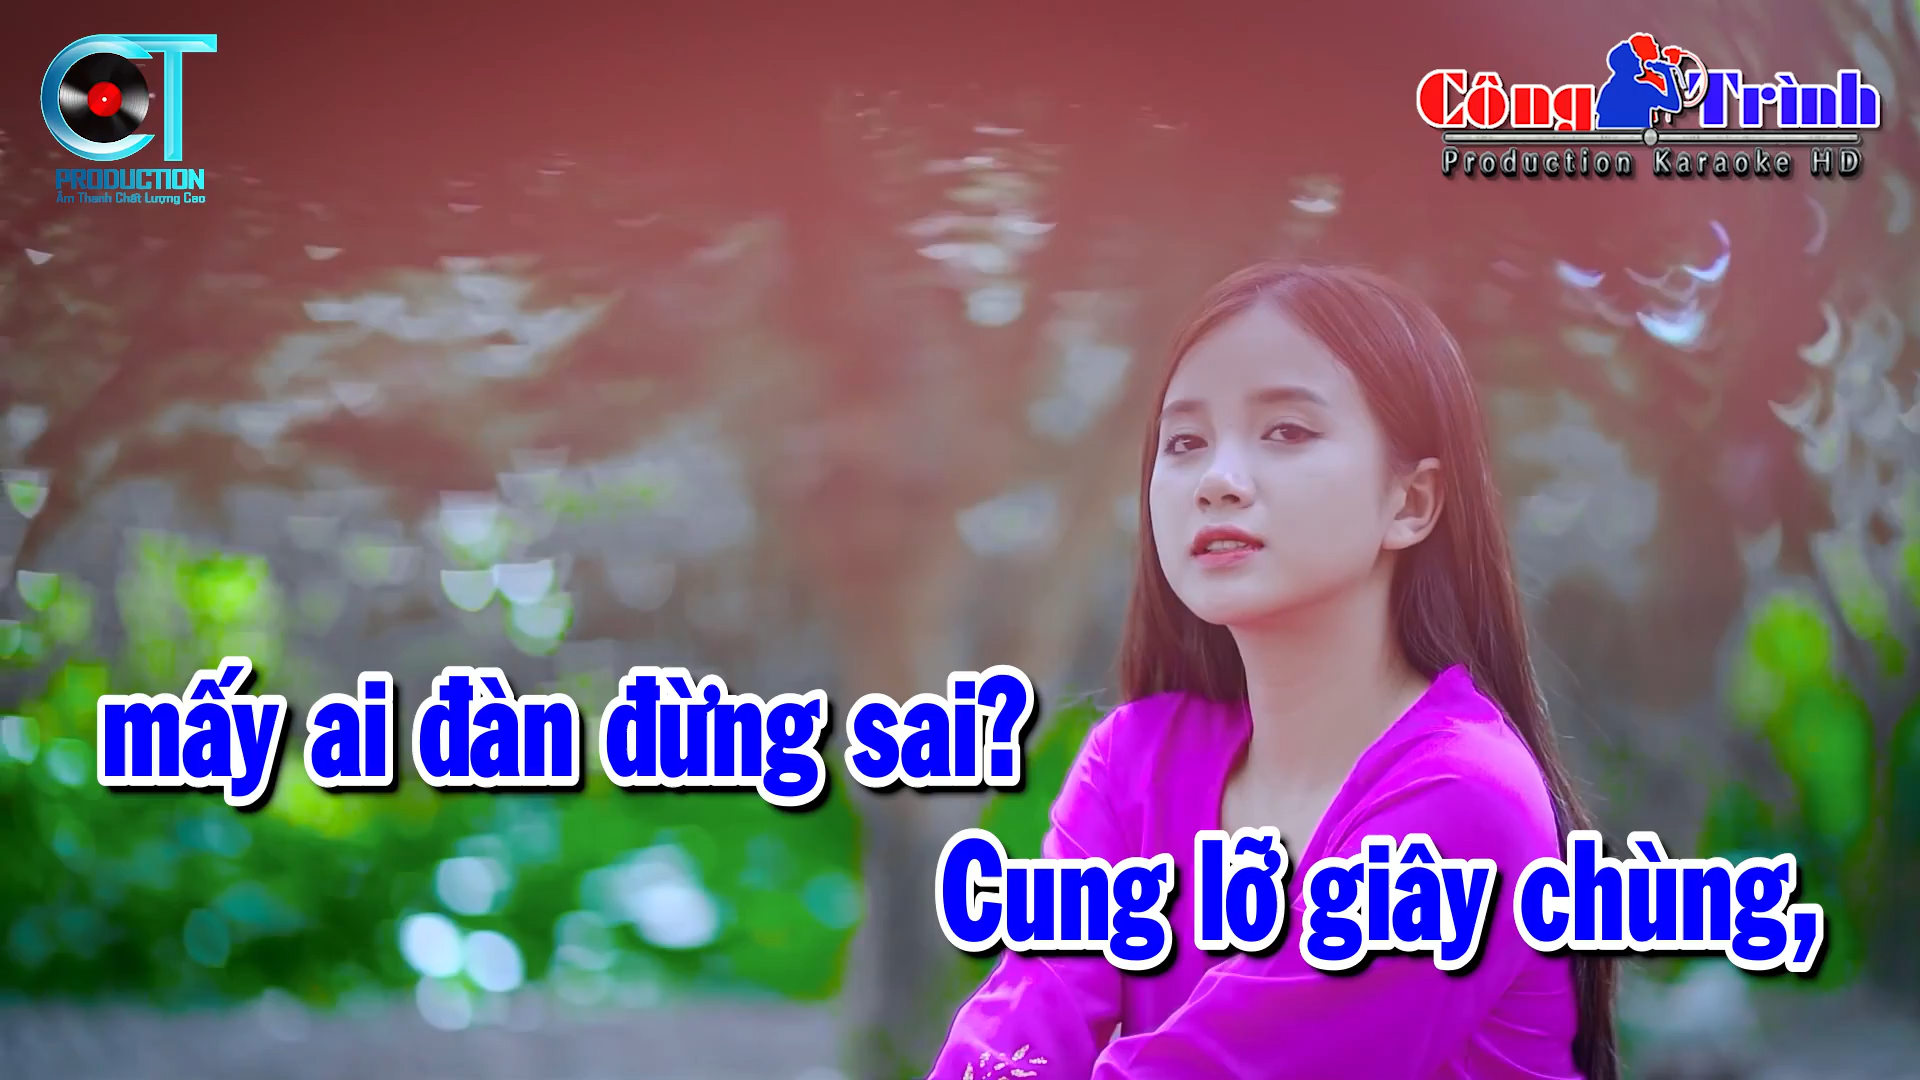 CT
PRODUCTION
Âm Thanh Chất Lượng Cao
Công Trình
Production Karaoke HD
mấy ai đàn đừng sai?
Cung lỡ giây chùng,